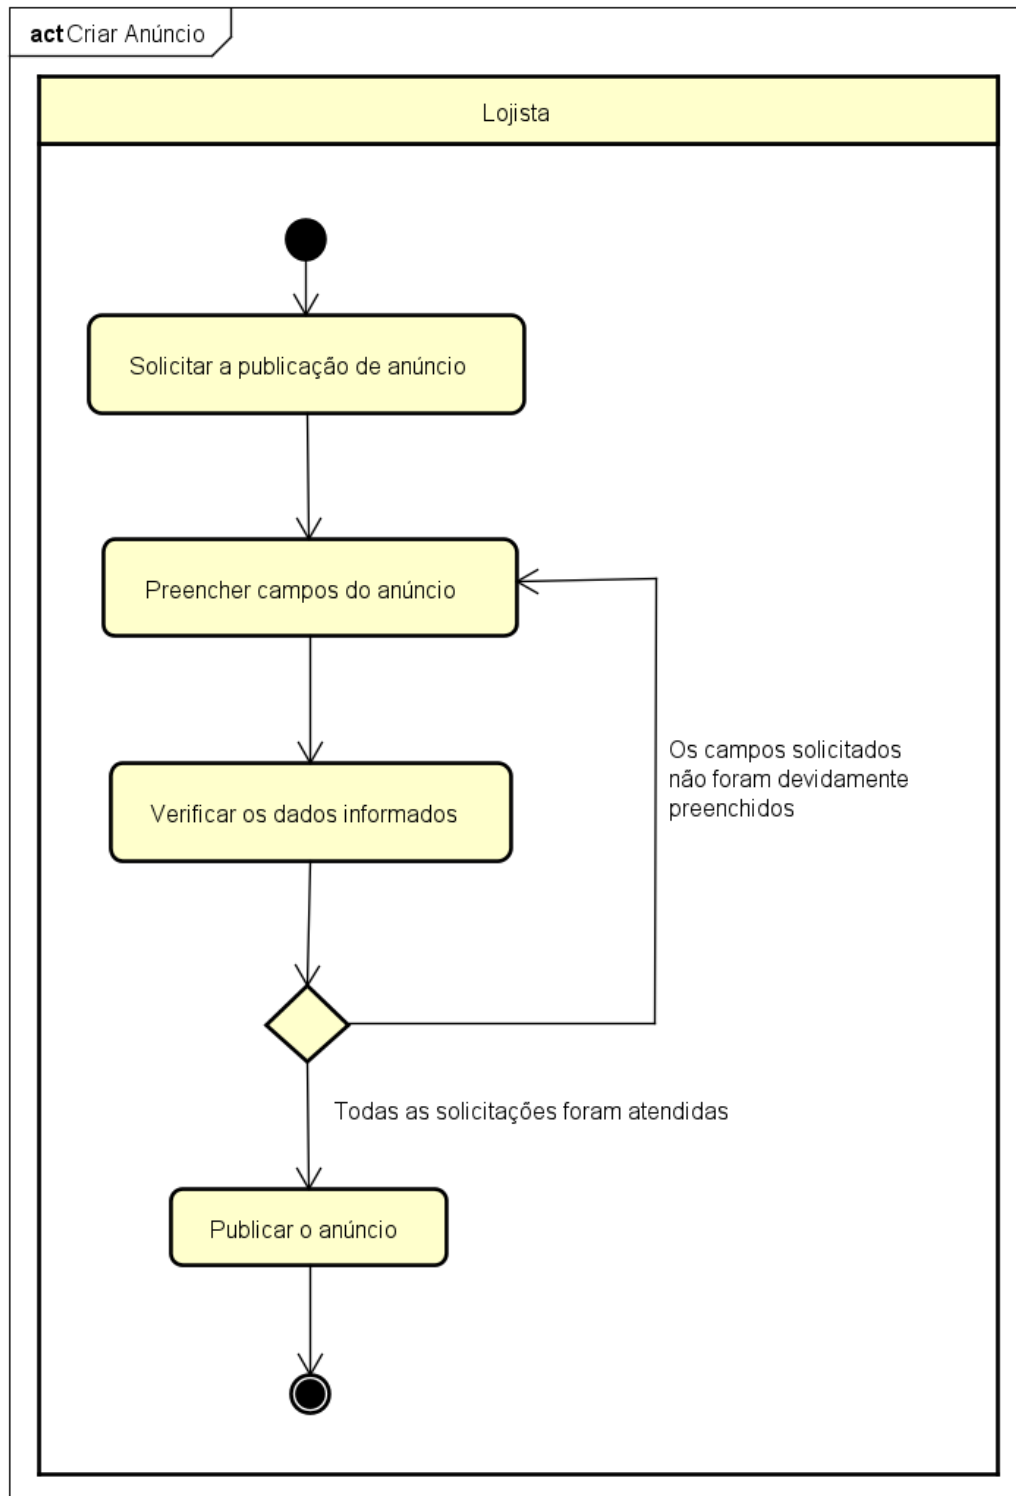 act Criar Anúncio
Lojista
Solicitar a publicação de anúncio
Preencher campos do anúncio
Os campos solicitados
não foram devidamente
preenchidos
Verificar os dados informados
Todas as solicitações foram atendidas
Publicar o anúncio